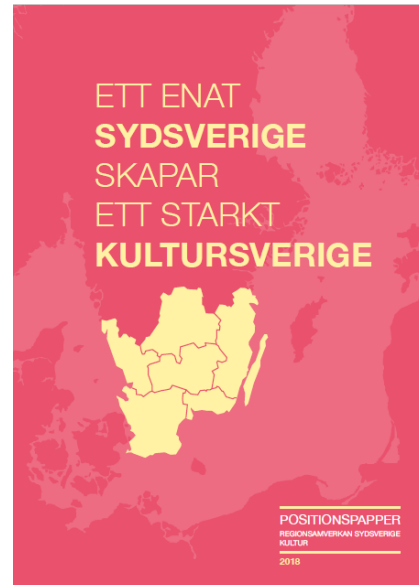 ETT ENAT
SYDSVERIGE
SKAPAR
ETT STARKT
KULTURSVERIGE
POSITIONSPAPPER
REGIONSAMVERKAN SYDSVERIGE
KULTUR
2018